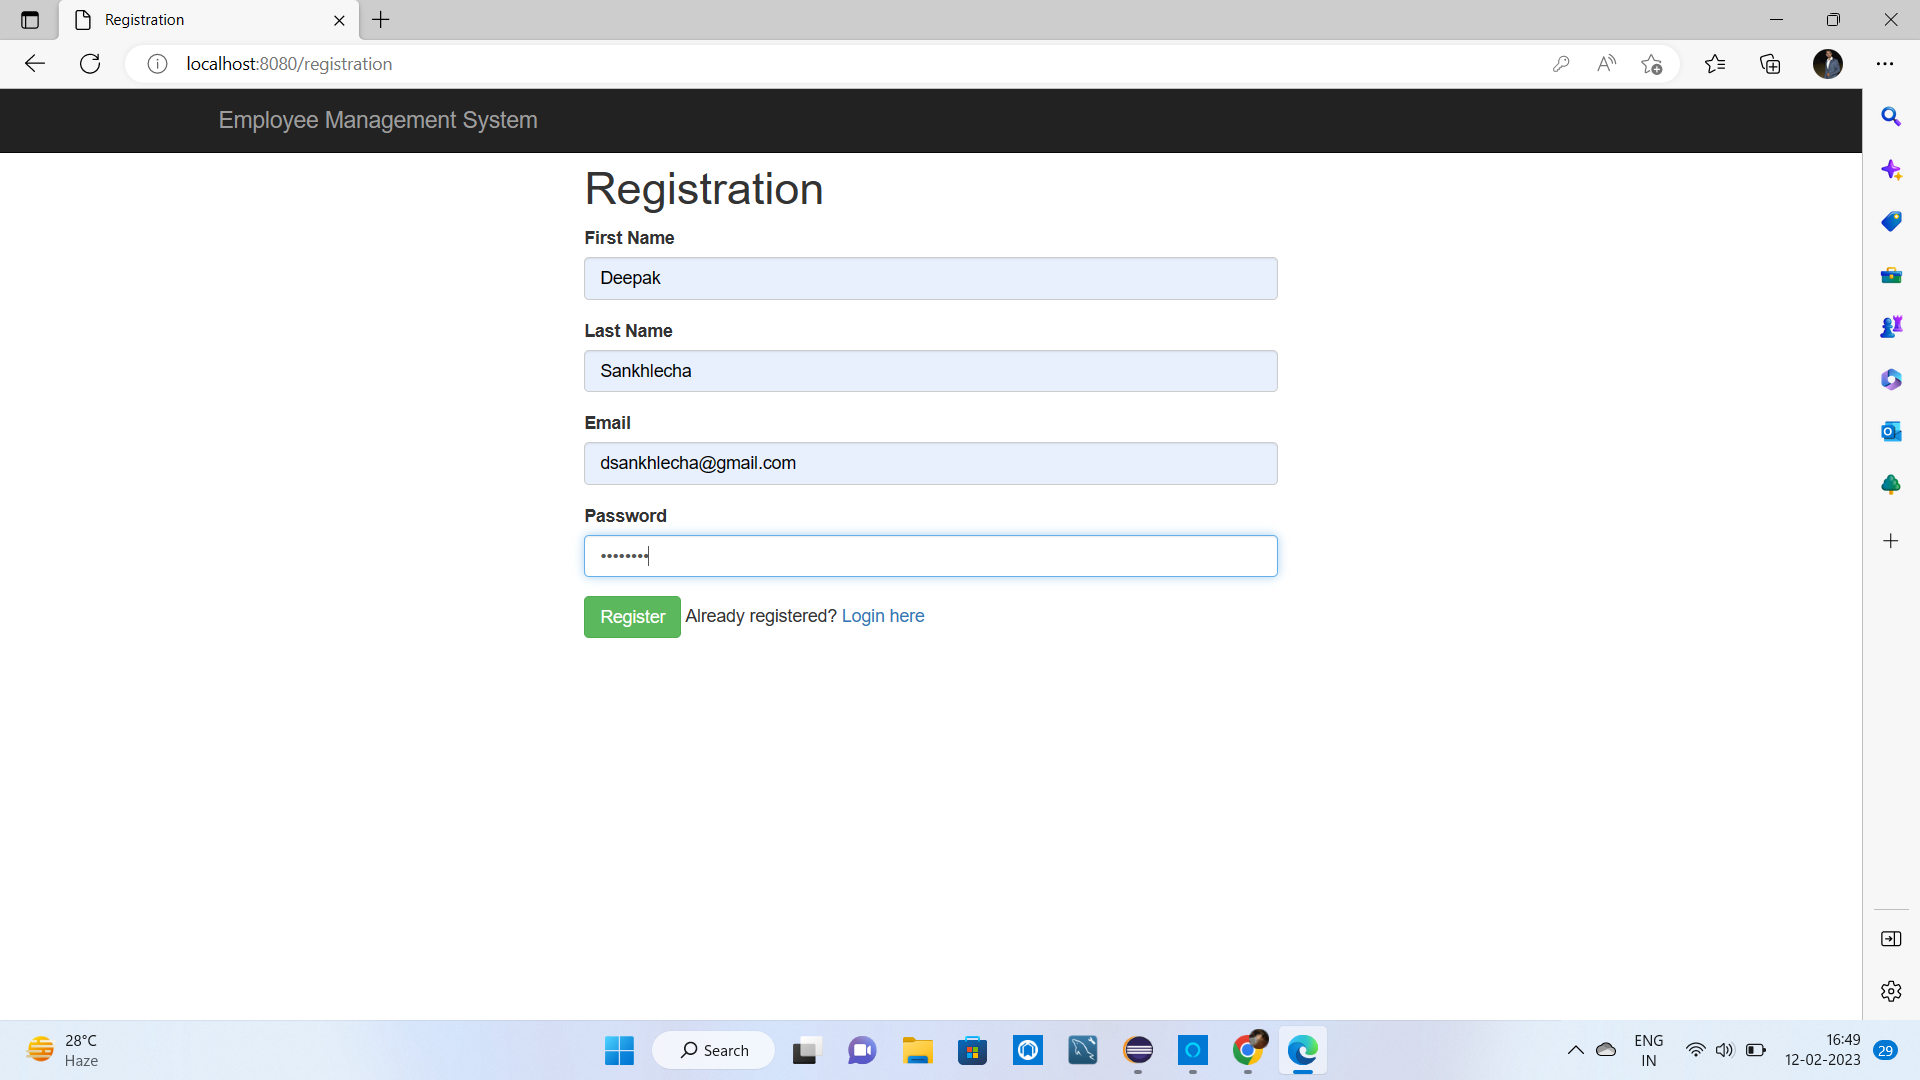 Registration
localhost:8080/registration
Employee Management System
Registration
First Name
Deepak
Last Name
Sankhlecha
Email
dsankhlecha@gmail.com
Password
••••••••
Register Already registered? Login here
28°C
Haze
Search
ENG
IN
16:49
12-02-2023
29